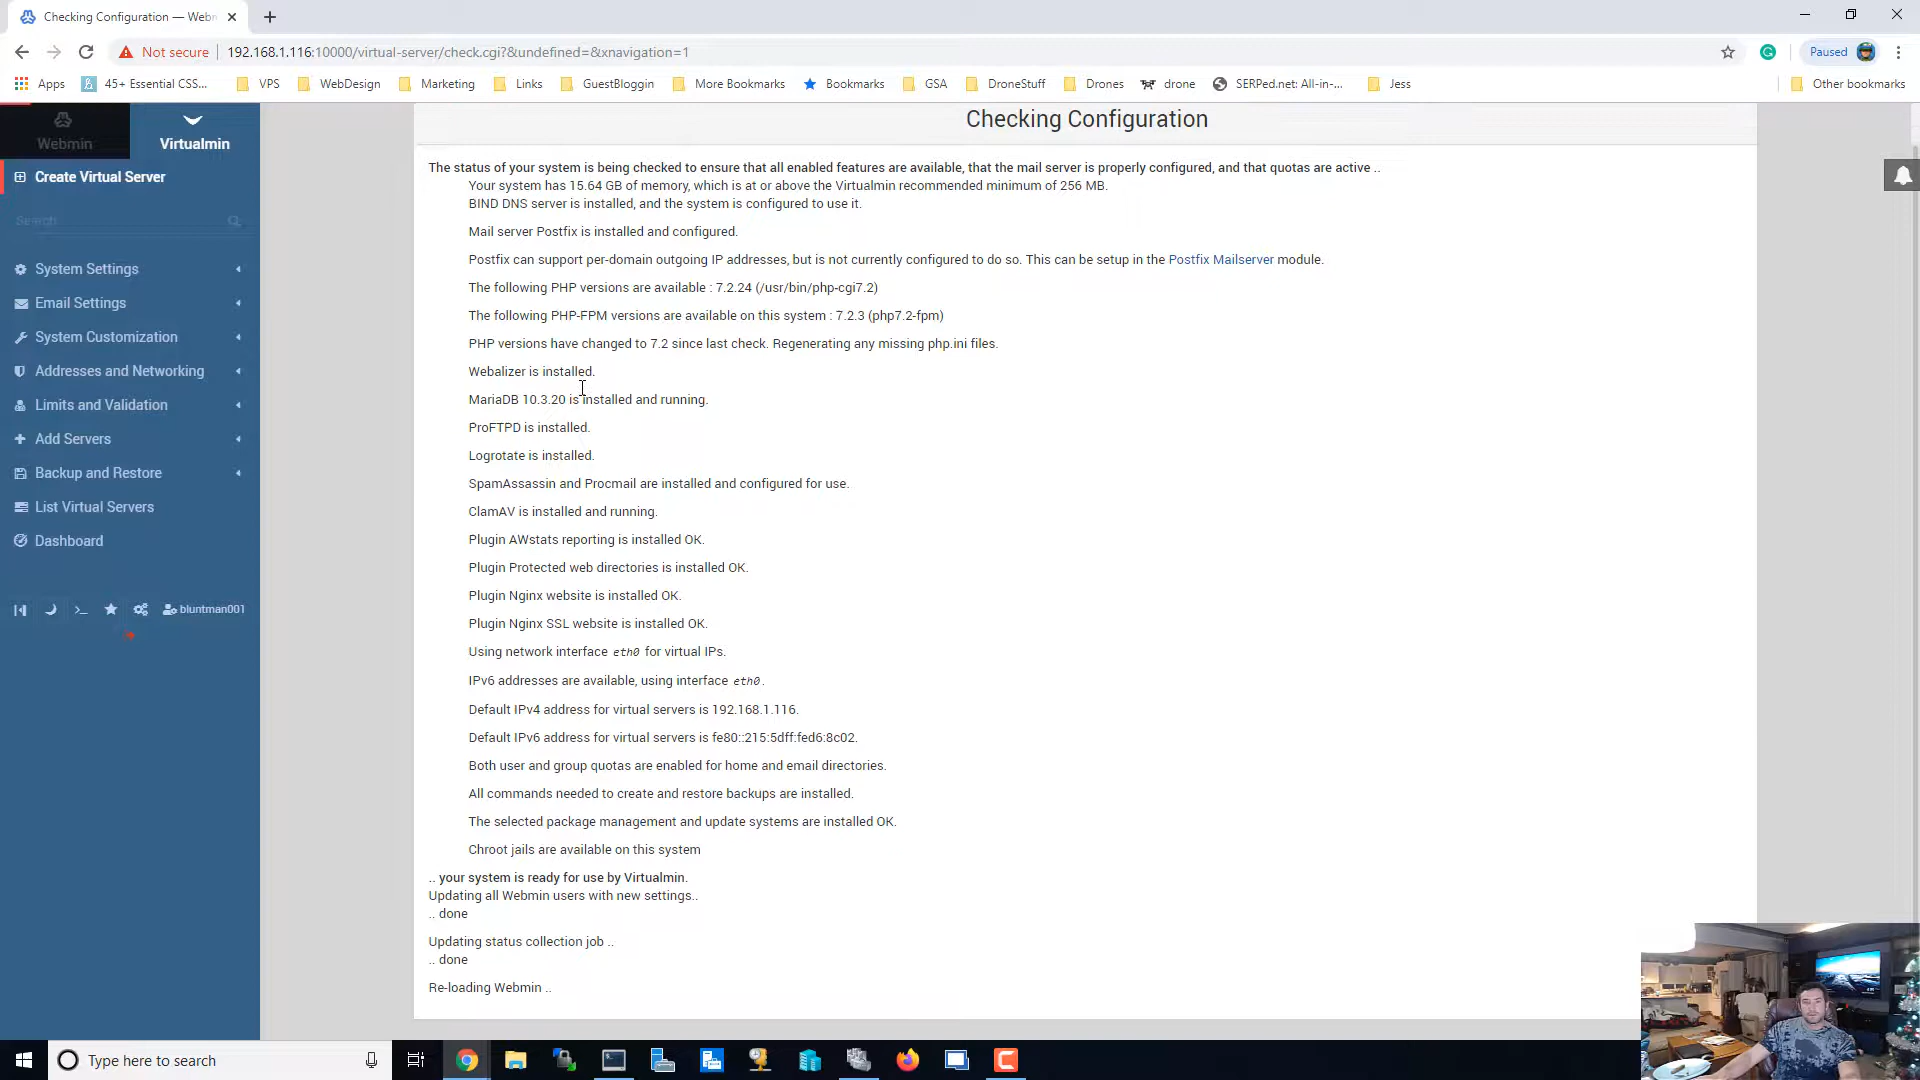 Checking Configuration — Webm
Not secure
192.168.1.116:10000/virtual-server/check.cgi?&undefined=&xnavigation=1
Paused
Apps
45+ Essential CSS...
VPS
WebDesign
Marketing
Links
GuestBloggin
More Bookmarks
Bookmarks
GSA
DroneStuff
Drones
drone
SERPed.net: All-in-...
Jess
Other bookmarks
Webmin
Virtualmin
Create Virtual Server
Search
System Settings
Email Settings
System Customization
Addresses and Networking
Limits and Validation
Add Servers
Backup and Restore
List Virtual Servers
Dashboard
bluntman001
Checking Configuration
The status of your system is being checked to ensure that all enabled features are available, that the mail server is properly configured, and that quotas are active ..
Your system has 15.64 GB of memory, which is at or above the Virtualmin recommended minimum of 256 MB.
BIND DNS server is installed, and the system is configured to use it.
Mail server Postfix is installed and configured.
Postfix can support per-domain outgoing IP addresses, but is not currently configured to do so. This can be setup in the Postfix Mailserver module.
The following PHP versions are available : 7.2.24 (/usr/bin/php-cgi7.2)
The following PHP-FPM versions are available on this system : 7.2.3 (php7.2-fpm)
PHP versions have changed to 7.2 since last check. Regenerating any missing php.ini files.
Webalizer is installed.
MariaDB 10.3.20 is installed and running.
ProFTPD is installed.
Logrotate is installed.
SpamAssassin and Procmail are installed and configured for use.
ClamAV is installed and running.
Plugin AWstats reporting is installed OK.
Plugin Protected web directories is installed OK.
Plugin Nginx website is installed OK.
Plugin Nginx SSL website is installed OK.
Using network interface eth0 for virtual IPs.
IPv6 addresses are available, using interface eth0.
Default IPv4 address for virtual servers is 192.168.1.116.
Default IPv6 address for virtual servers is fe80::215:5dff:fed6:8c02.
Both user and group quotas are enabled for home and email directories.
All commands needed to create and restore backups are installed.
The selected package management and update systems are installed OK.
Chroot jails are available on this system
.. your system is ready for use by Virtualmin.
Updating all Webmin users with new settings..
.. done
Updating status collection job ..
.. done
Re-loading Webmin ..
Type here to search